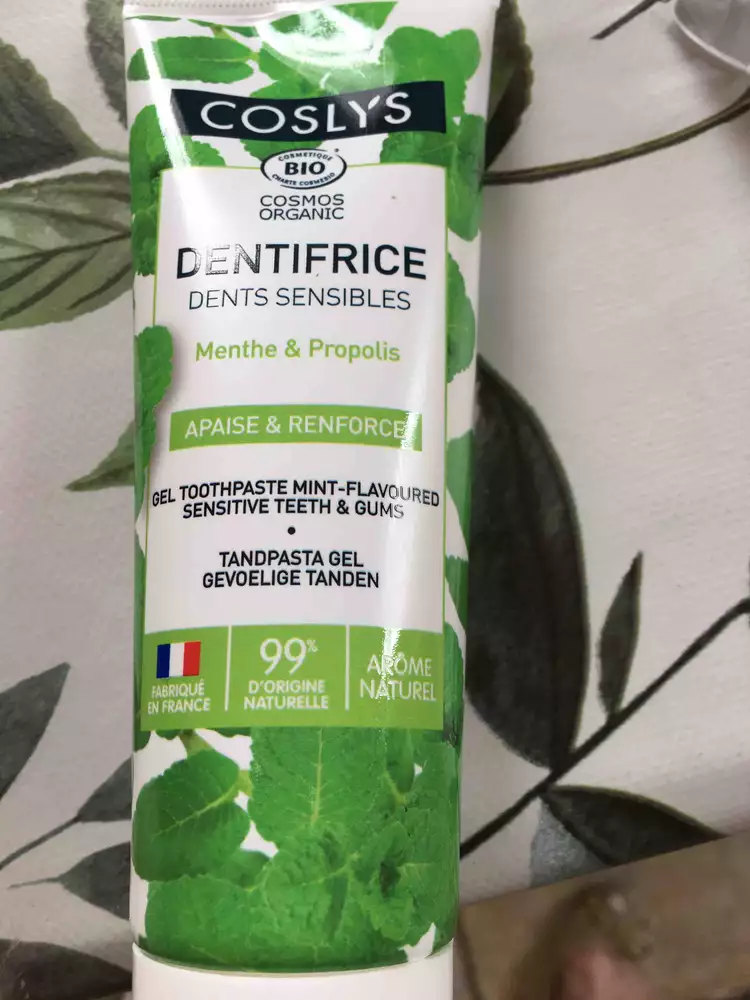 COSLYS
COSMETIQUE
BIO
CHARTE COSMEBIO
COSMOS
ORGANIC
DENTIFRICE
DENTS SENSIBLES
Menthe & Propolis
APAISE & RENFORCE
GEL TOOTHPASTE MINT-FLAVOURED
SENSITIVE TEETH & GUMS
•
TANDPASTA GEL
GEVOELIGE TANDEN
FABRIQUÉ
EN FRANCE
99%
D'ORIGINE
NATURELLE
ARÔME
NATUREL